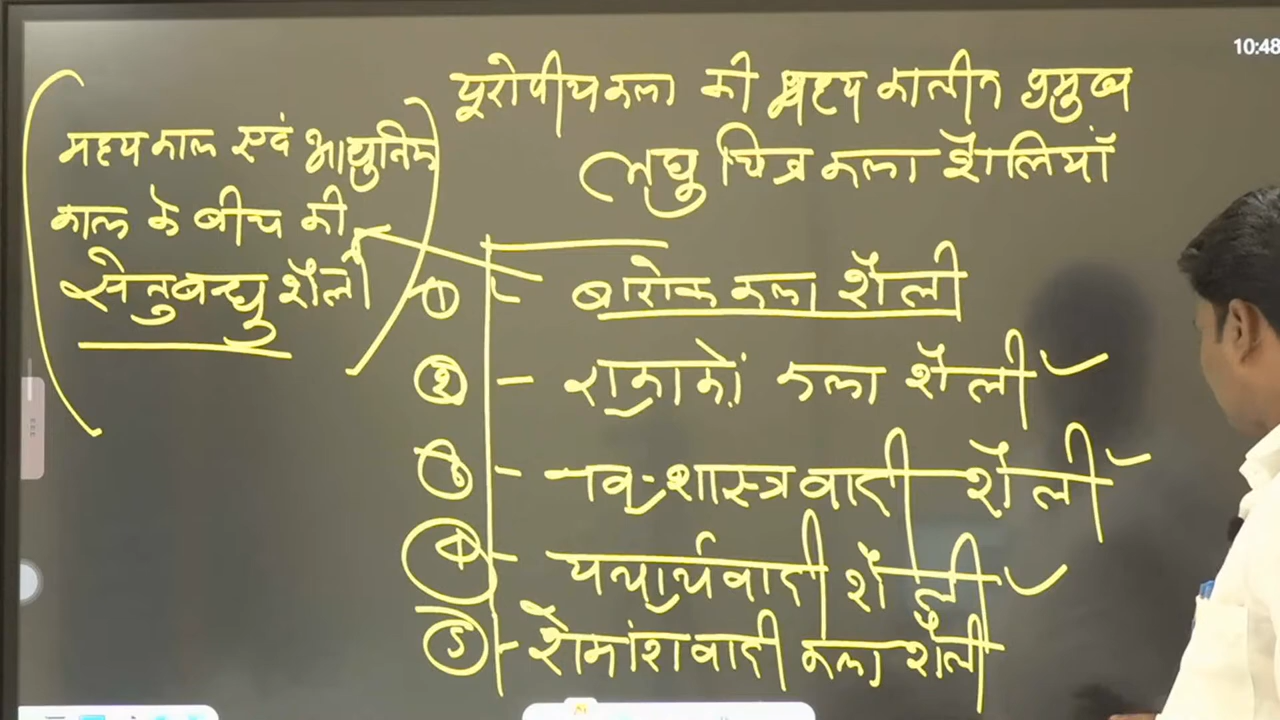 10:48
यूरोपीय कला की मध्य कालीन प्रमुख
लघु चित्र कला शैलियाँ
मध्य काल एवं आधुनिक
काल के बीच की
सेतुबन्धु शैली
① - बारोक कला शैली
② - राकाकों कला शैली
③ - नव-शास्त्रवादी शैली
④ - यथार्थवादी शैली
⑤ - रोमांशवादी कला शैली